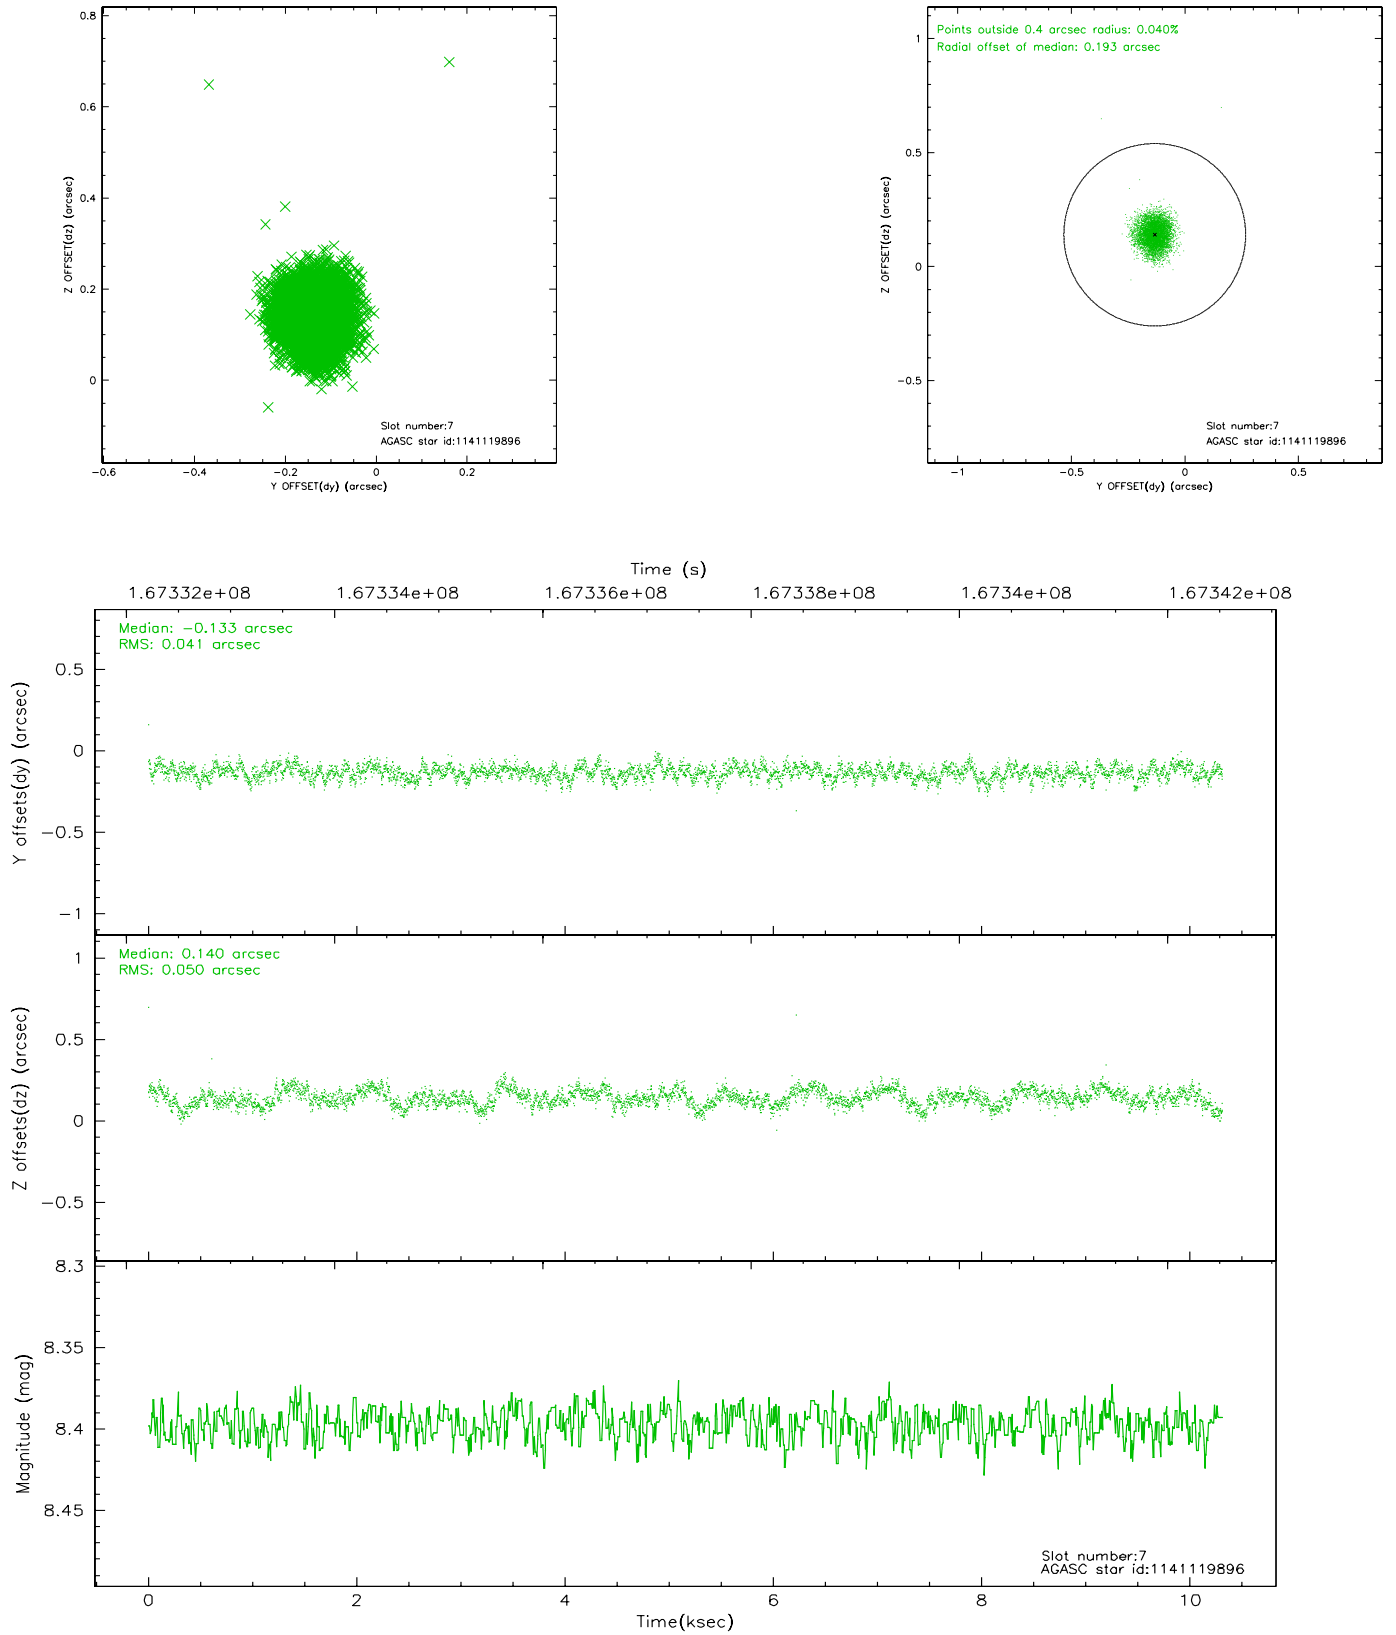 0.8
0.6
0.4
0.2
0
Z OFFSET(dz) (arcsec)
Slot number:7
AGASC star id:1141119896
−0.6 −0.4 −0.2 0 0.2
Y OFFSET(dy) (arcsec)
Points outside 0.4 arcsec radius: 0.040%
Radial offset of median: 0.193 arcsec
1
0.5
0
−0.5
Z OFFSET(dz) (arcsec)
Slot number:7
AGASC star id:1141119896
−1 −0.5 0 0.5
Y OFFSET(dy) (arcsec)
Time (s)
1.67332e+08 1.67334e+08 1.67336e+08 1.67338e+08 1.6734e+08 1.67342e+08
Median: −0.133 arcsec
RMS: 0.041 arcsec
0.5
0
−0.5
−1
Y offsets(dy) (arcsec)
Median: 0.140 arcsec
RMS: 0.050 arcsec
1
0.5
0
−0.5
Z offsets(dz) (arcsec)
8.3
8.35
8.4
8.45
Magnitude (mag)
Slot number:7
AGASC star id:1141119896
0 2 4 6 8 10
Time(ksec)